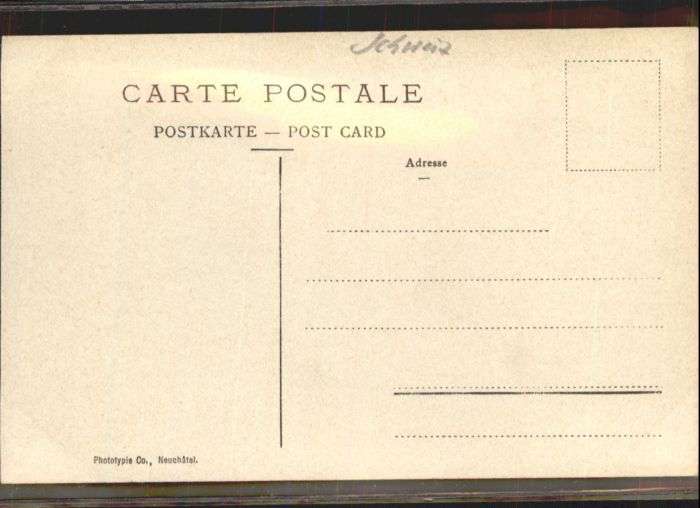 Schweiz
CARTE POSTALE
POSTKARTE — POST CARD
Adresse
Phototypie Co., Neuchâtel.